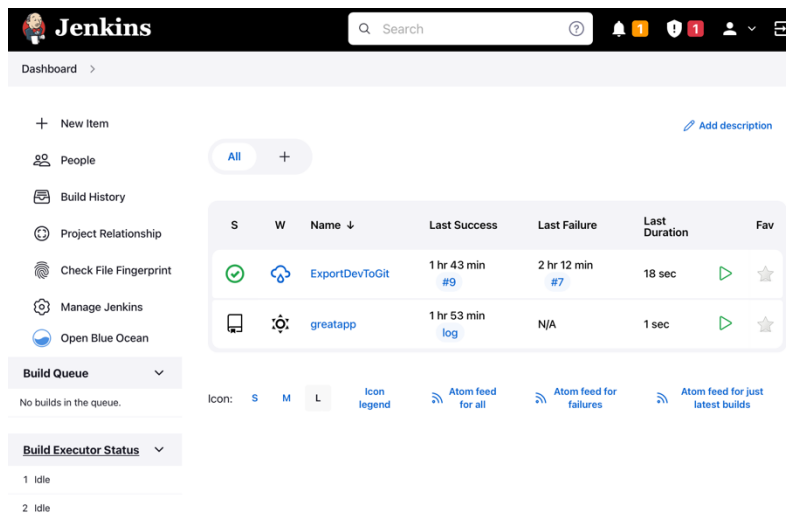 Jenkins
Search
1
1
Dashboard >
New Item
People
Build History
Project Relationship
Check File Fingerprint
Manage Jenkins
Open Blue Ocean
Build Queue
No builds in the queue.
Build Executor Status
1 Idle
2 Idle
Add description
All +
S W Name ↓ Last Success Last Failure Last Duration Fav
ExportDevToGit 1 hr 43 min #9 2 hr 12 min #7 18 sec
greatapp 1 hr 53 min log N/A 1 sec
Icon: S M L Icon legend Atom feed for all Atom feed for failures Atom feed for just latest builds